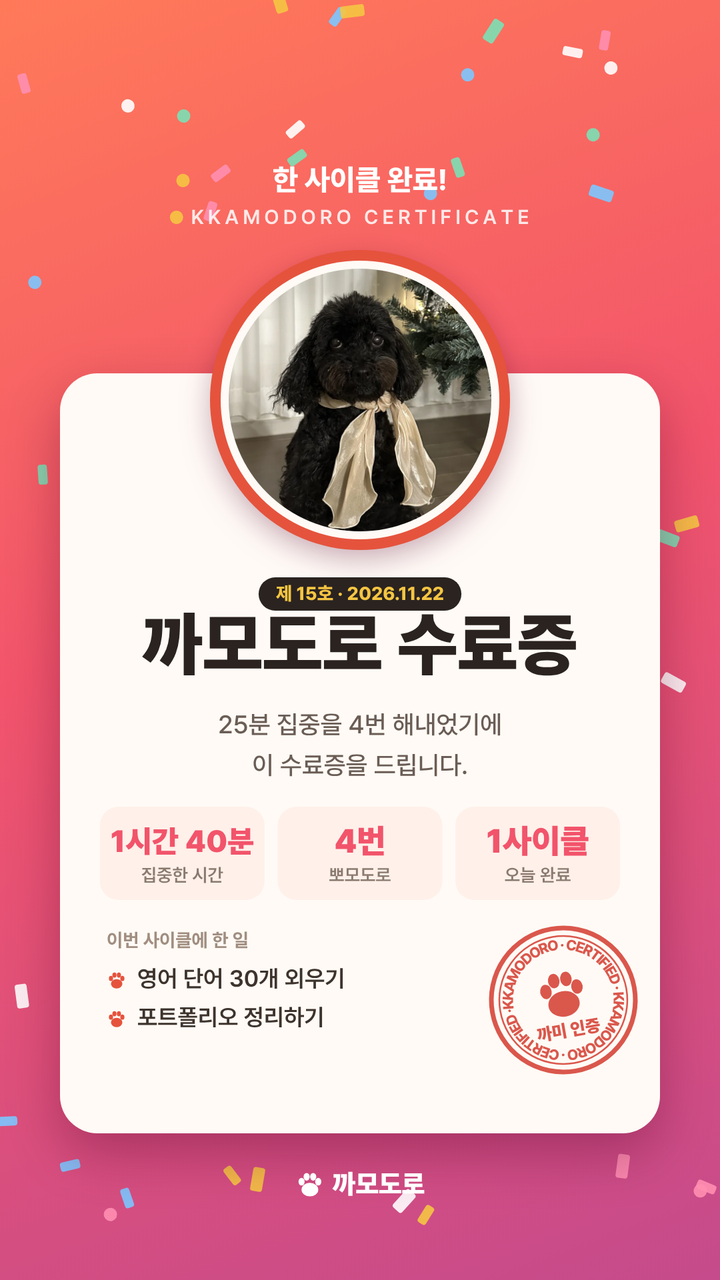 한 사이클 완료!
KKAMODORO CERTIFICATE
제 15호 · 2026.11.22
까모도로 수료증
25분 집중을 4번 해내었기에
이 수료증을 드립니다.
1시간 40분
집중한 시간
4번
뽀모도로
1사이클
오늘 완료
이번 사이클에 한 일
영어 단어 30개 외우기
포트폴리오 정리하기
KKAMODORO · CERTIFIED · KKAMODORO · CERTIFIED ·
까미 인증
까모도로